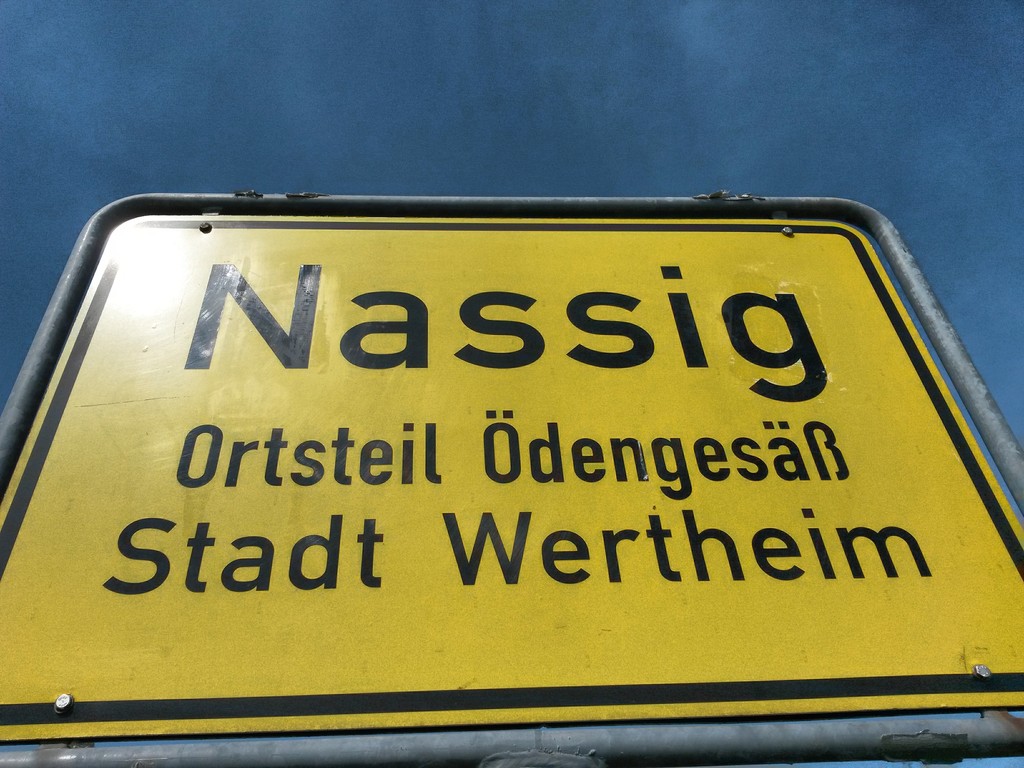 Nassig
Ortsteil Ödengesäß
Stadt Wertheim